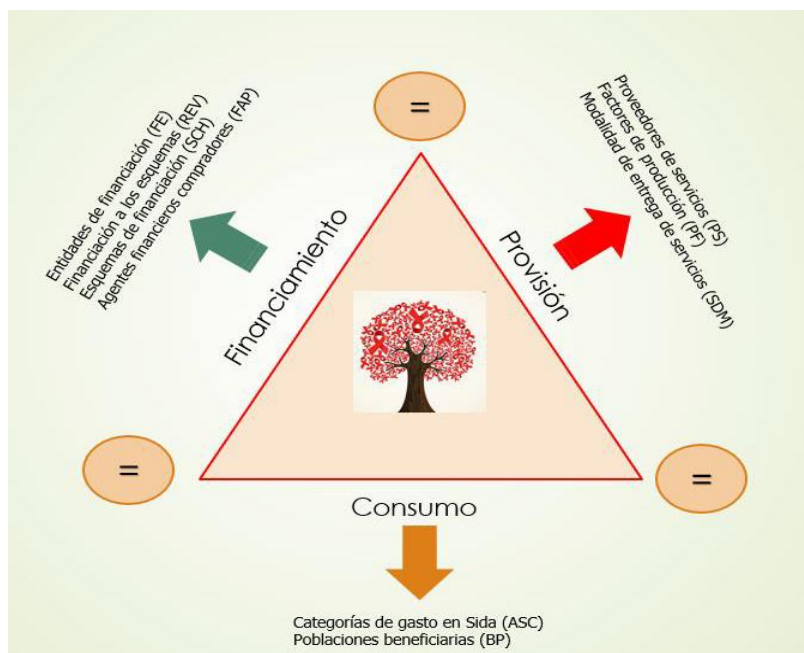 =
Entidades de financiación (FE)
Financiación a los esquemas (REV)
Esquemas de financiación (SCH)
Agentes financieros compradores (FAP)
Proveedores de servicios (PS)
Factores de producción (PF)
Modalidad de entrega de servicios (SDM)
Financiamiento
Provisión
=
=
Consumo
Categorías de gasto en Sida (ASC)
Poblaciones beneficiarias (BP)